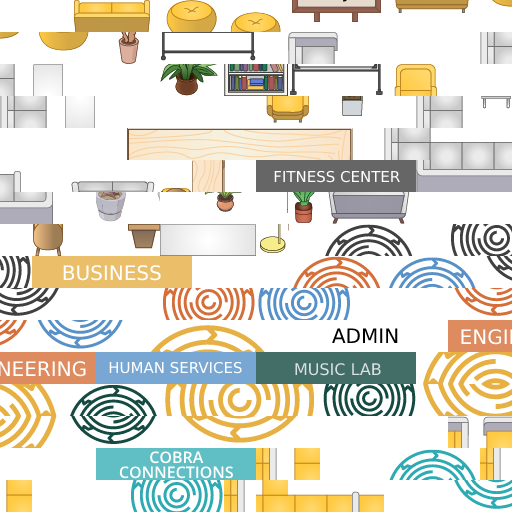 FITNESS CENTER
BUSINESS
ADMIN
ENGI
NEERING
HUMAN SERVICES
MUSIC LAB
COBRA
CONNECTIONS